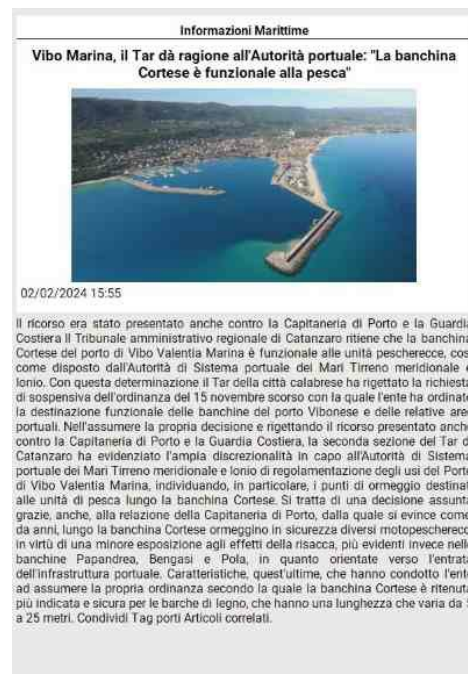 Informazioni Marittime
Vibo Marina, il Tar dà ragione all'Autorità portuale: "La banchina
Cortese è funzionale alla pesca"
02/02/2024 15:55
Il ricorso era stato presentato anche contro la Capitaneria di Porto e la Guardia
Costiera Il Tribunale amministrativo regionale di Catanzaro ritiene che la banchina
Cortese del porto di Vibo Valentia Marina è funzionale alle unità pescherecce, cos
come disposto dall'Autorità di Sistema portuale del Mari Tirreno meridionale e
Ionio. Con questa determinazione il Tar della città calabrese ha rigettato la richiesta
di sospensiva dell'ordinanza del 15 novembre scorso con la quale l'ente ha ordinato
la destinazione funzionale delle banchine del porto Vibonese e delle relative aree
portuali. Nell'assumere la propria decisione e rigettando il ricorso presentato anche
contro la Capitaneria di Porto e la Guardia Costiera, la seconda sezione del Tar d
Catanzaro ha evidenziato l'ampia discrezionalità in capo all'Autorità di Sistema
portuale dei Mari Tirreno meridionale e Ionio di regolamentazione degli usi del Porto
di Vibo Valentia Marina, individuando, in particolare, i punti di ormeggio destinat
alle unità di pesca lungo la banchina Cortese. Si tratta di una decisione assunta
grazie, anche, alla relazione della Capitaneria di Porto, dalla quale si evince come,
da anni, lungo la banchina Cortese ormeggino in sicurezza diversi motopescherecc
in virtù di una minore esposizione agli effetti della risacca, più evidenti invece nelle
banchine Papandrea, Bengasi e Pola, in quanto orientate verso l'entrata
dell'infrastruttura portuale. Caratteristiche, quest'ultime, che hanno condotto l'ente
ad assumere la propria ordinanza secondo la quale la banchina Cortese è ritenuta
più indicata e sicura per le barche di legno, che hanno una lunghezza che varia da
a 25 metri. Condividi Tag porti Articoli correlati.